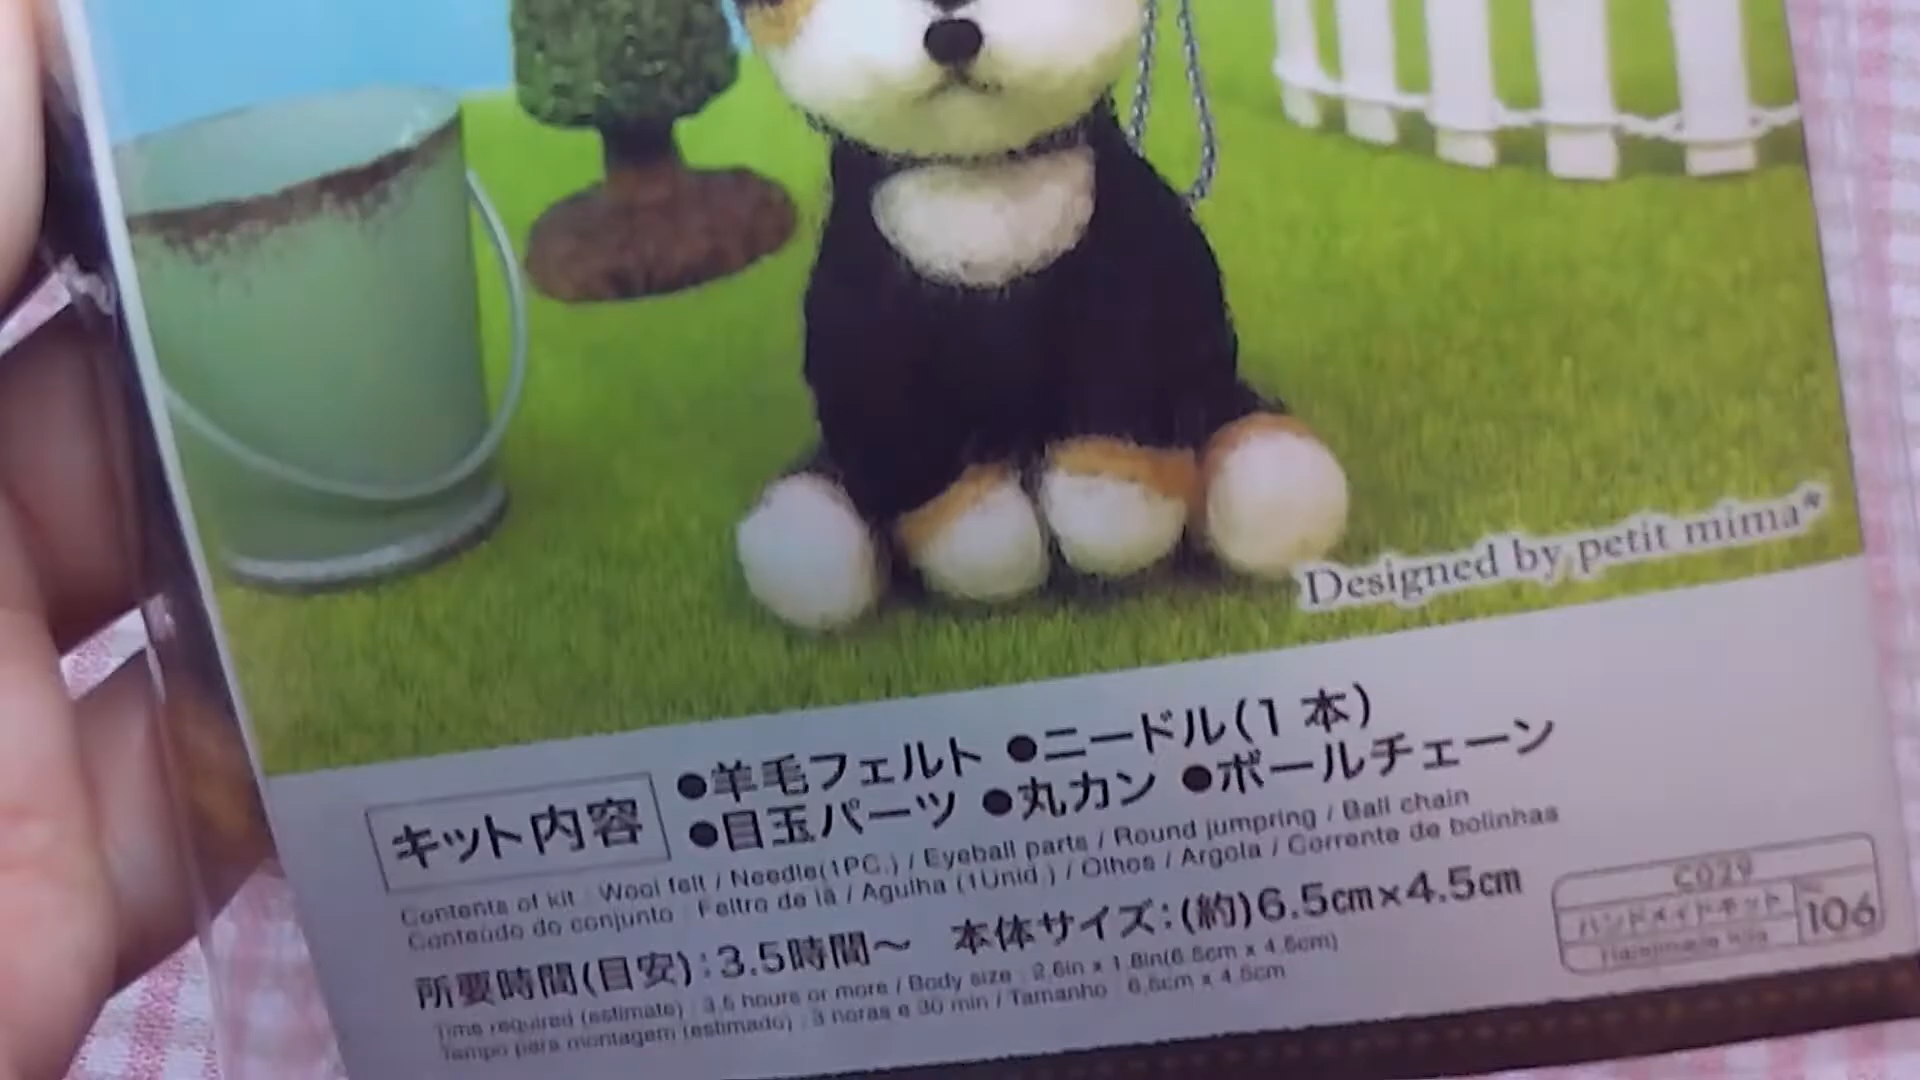 Designed by petit mima*
キット内容
●羊毛フェルト ●ニードル(1本)
●目玉パーツ ●丸カン ●ボールチェーン
Contents of kit : Wool felt / Needle(1PC.) / Eyeball parts / Round jumpring / Ball chain
Conteúdo do conjunto : Feltro de lã / Agulha (1Unid.) / Olhos / Argola / Corrente de bolinhas
所要時間(目安):3.5時間〜 本体サイズ:(約)6.5cm×4.5cm
Time required (estimate) : 3.5 hours or more / Body size : 2.6in x 1.8in(6.5cm x 4.5cm)
Tempo para montagem (estimado) : 3 horas e 30 min / Tamanho : 6,5cm x 4,5cm
C029
ハンドメイドキット
Handmade Kits
No. 106